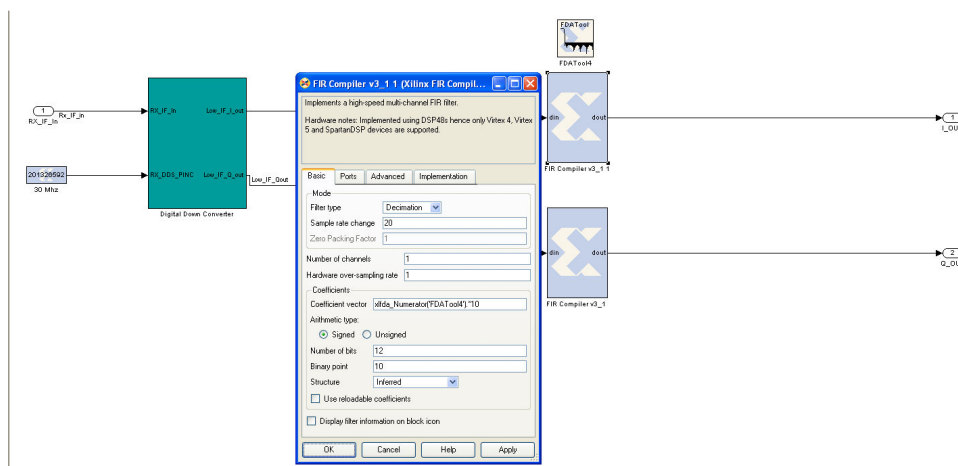 FDATool
FDATool4
1
RX_IF_In
Rx_IF_In
RX_IF_In
Low_IF_I_out
201326592
30 Mhz
RX_DDS_PINC
Low_IF_Q_out
Low_IF_Qout
Digital Down Converter
FIR Compiler v3_1 1 (Xilinx FIR Compil...
Implements a high-speed multi-channel FIR filter.
Hardware notes: Implemented using DSP48s hence only Virtex 4, Virtex
5 and SpartanDSP devices are supported.
Basic Ports Advanced Implementation
Mode
Filter type Decimation
Sample rate change 20
Zero Packing Factor 1
Number of channels 1
Hardware over-sampling rate 1
Coefficients
Coefficient vector xlfda_Numerator('FDATool4').*10
Arithmetic type:
Signed Unsigned
Number of bits 12
Binary point 10
Structure Inferred
Use reloadable coefficients
Display filter information on block icon
OK Cancel Help Apply
din dout
FIR Compiler v3_1 1
1
I_OU
din dout
FIR Compiler v3_1
2
Q_OU